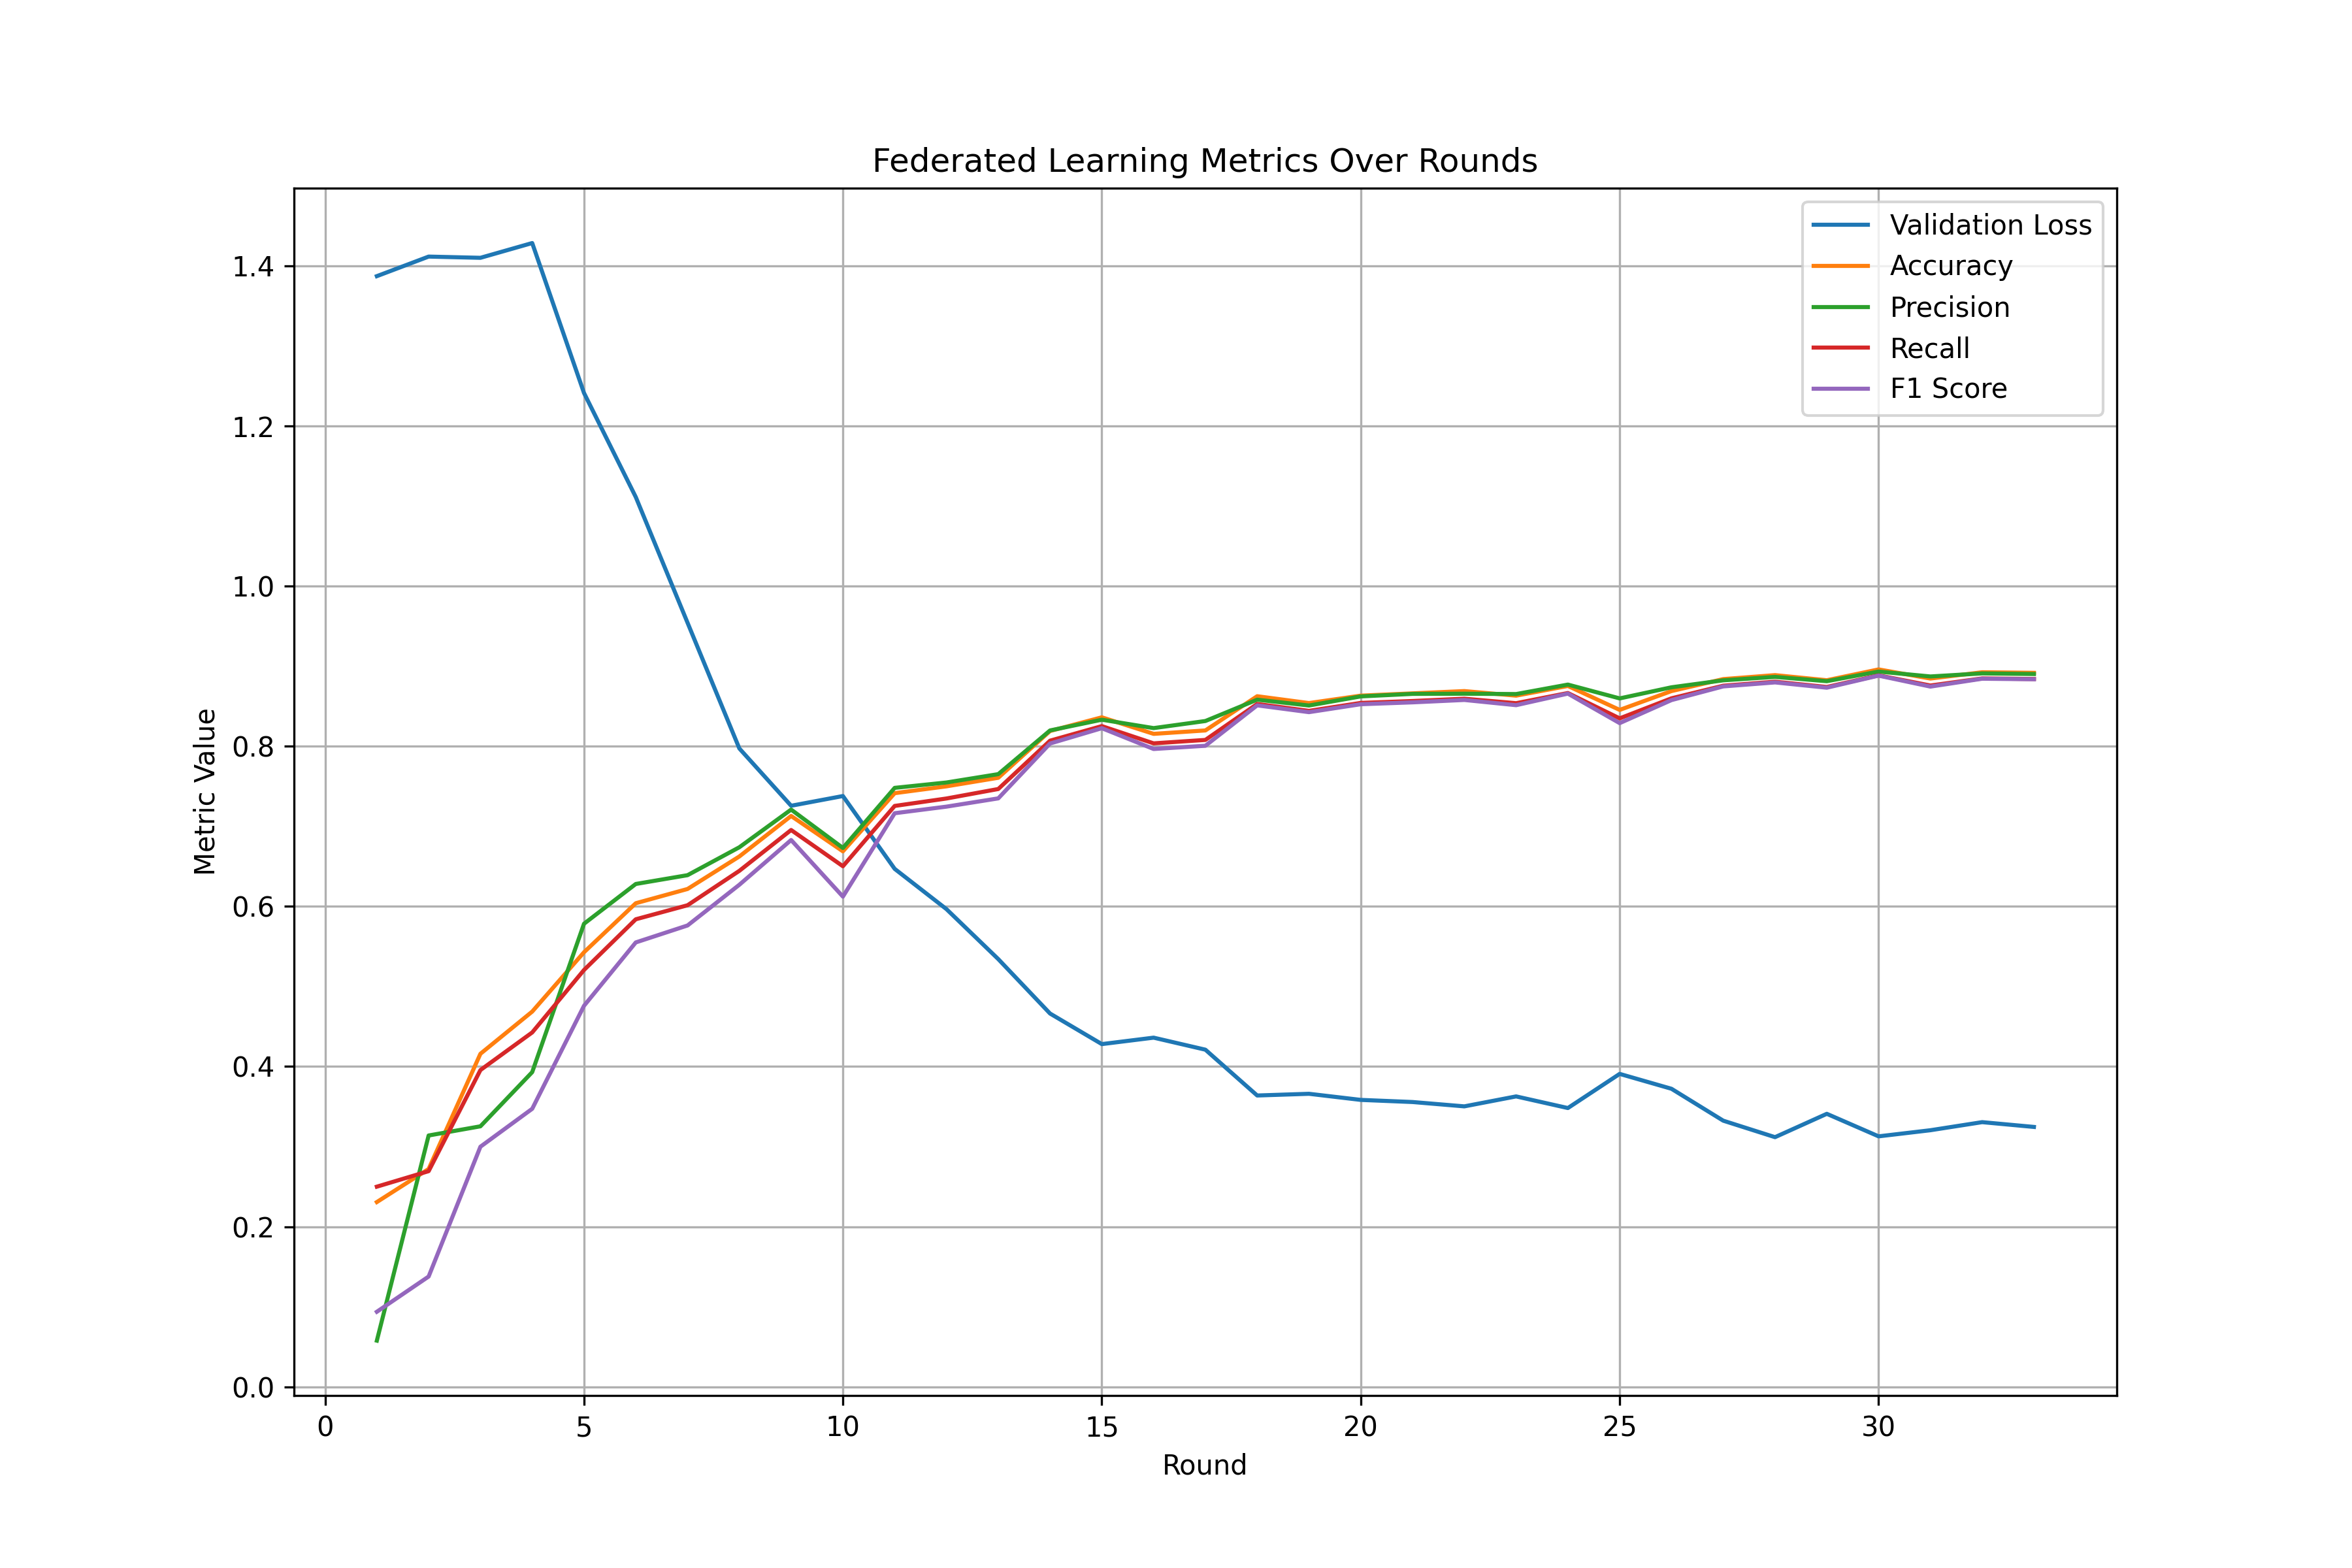 Federated Learning Metrics Over Rounds
Validation Loss
Accuracy
Precision
Recall
F1 Score
Metric Value
1.4
1.2
1.0
0.8
0.6
0.4
0.2
0.0
0 5 10 15 20 25 30
Round